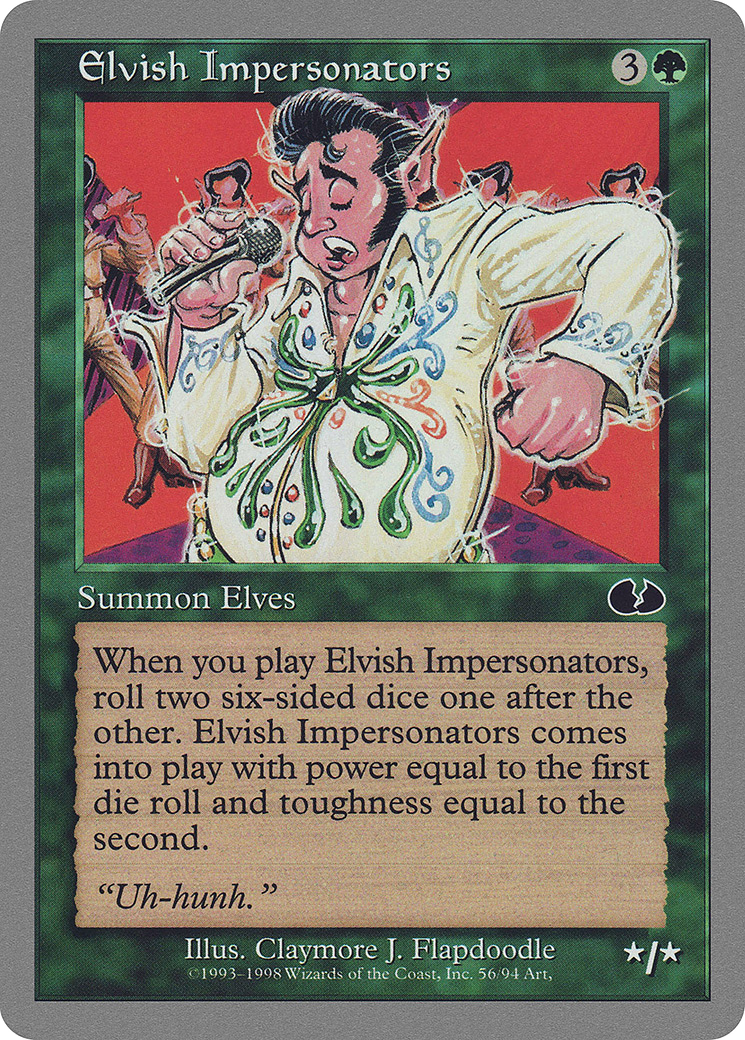 Elvish Impersonators 3
Summon Elves
When you play Elvish Impersonators,
roll two six-sided dice one after the
other. Elvish Impersonators comes
into play with power equal to the first
die roll and toughness equal to the
second.
“Uh-hunh.”
Illus. Claymore J. Flapdoodle
©1993–1998 Wizards of the Coast, Inc. 56/94 Art,
★/★